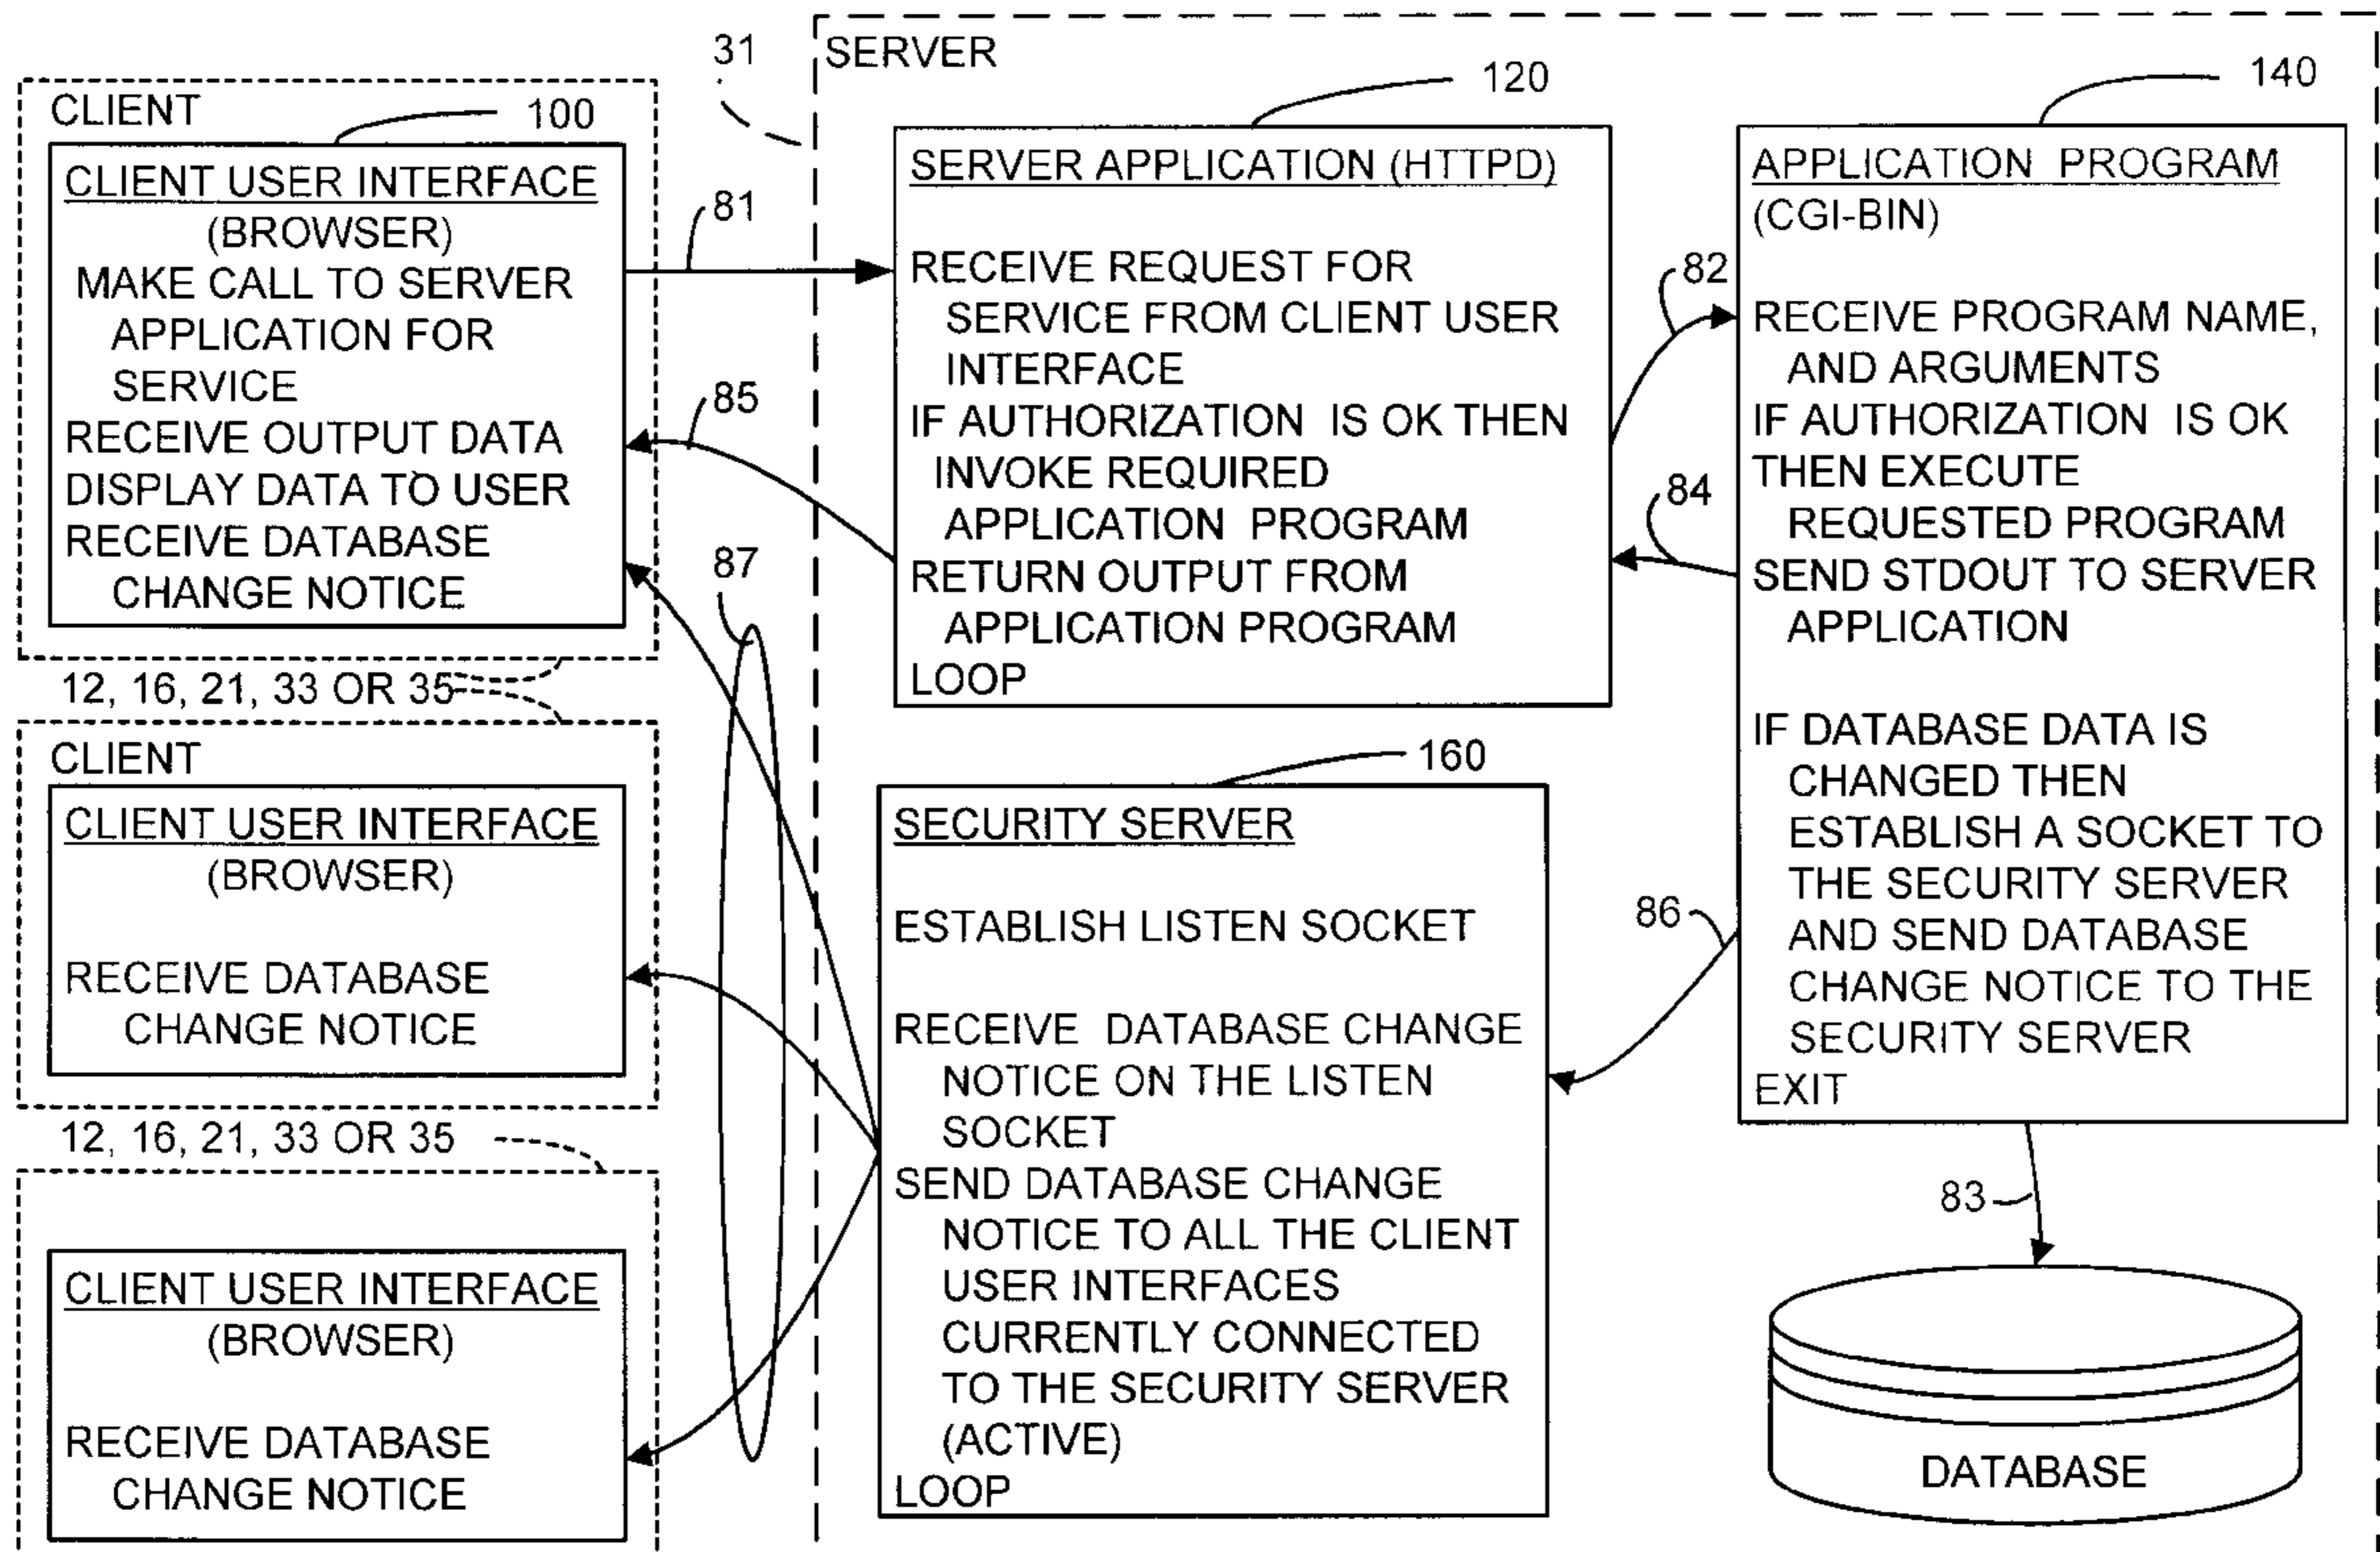 31
SERVER
120
140
CLIENT
100
CLIENT USER INTERFACE
(BROWSER)
MAKE CALL TO SERVER
APPLICATION FOR
SERVICE
RECEIVE OUTPUT DATA
DISPLAY DATA TO USER
RECEIVE DATABASE
CHANGE NOTICE
12, 16, 21, 33 OR 35
81
85
87
SERVER APPLICATION (HTTPD)
RECEIVE REQUEST FOR
SERVICE FROM CLIENT USER
INTERFACE
IF AUTHORIZATION IS OK THEN
INVOKE REQUIRED
APPLICATION PROGRAM
RETURN OUTPUT FROM
APPLICATION PROGRAM
LOOP
82
84
APPLICATION PROGRAM
(CGI-BIN)
RECEIVE PROGRAM NAME,
AND ARGUMENTS
IF AUTHORIZATION IS OK
THEN EXECUTE
REQUESTED PROGRAM
SEND STDOUT TO SERVER
APPLICATION
IF DATABASE DATA IS
CHANGED THEN
ESTABLISH A SOCKET TO
THE SECURITY SERVER
AND SEND DATABASE
CHANGE NOTICE TO THE
SECURITY SERVER
EXIT
CLIENT
CLIENT USER INTERFACE
(BROWSER)
RECEIVE DATABASE
CHANGE NOTICE
12, 16, 21, 33 OR 35
160
SECURITY SERVER
ESTABLISH LISTEN SOCKET
RECEIVE DATABASE CHANGE
NOTICE ON THE LISTEN
SOCKET
SEND DATABASE CHANGE
NOTICE TO ALL THE CLIENT
USER INTERFACES
CURRENTLY CONNECTED
TO THE SECURITY SERVER
(ACTIVE)
LOOP
86
83
CLIENT USER INTERFACE
(BROWSER)
RECEIVE DATABASE
CHANGE NOTICE
DATABASE